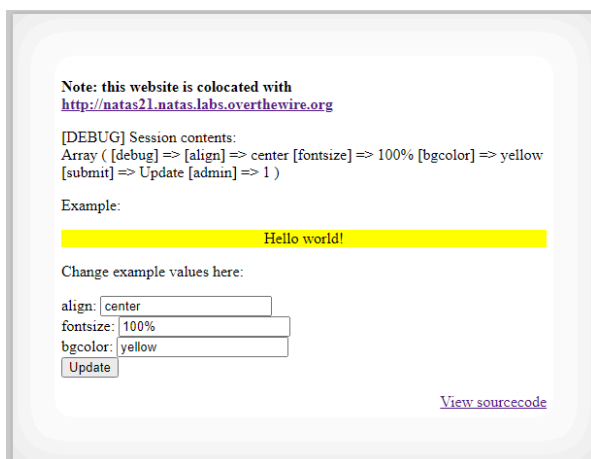 Note: this website is colocated with
http://natas21.natas.labs.overthewire.org
[DEBUG] Session contents:
Array ( [debug] => [align] => center [fontsize] => 100% [bgcolor] => yellow
[submit] => Update [admin] => 1 )
Example:
Hello world!
Change example values here:
align: center
fontsize: 100%
bgcolor: yellow
Update
View sourcecode